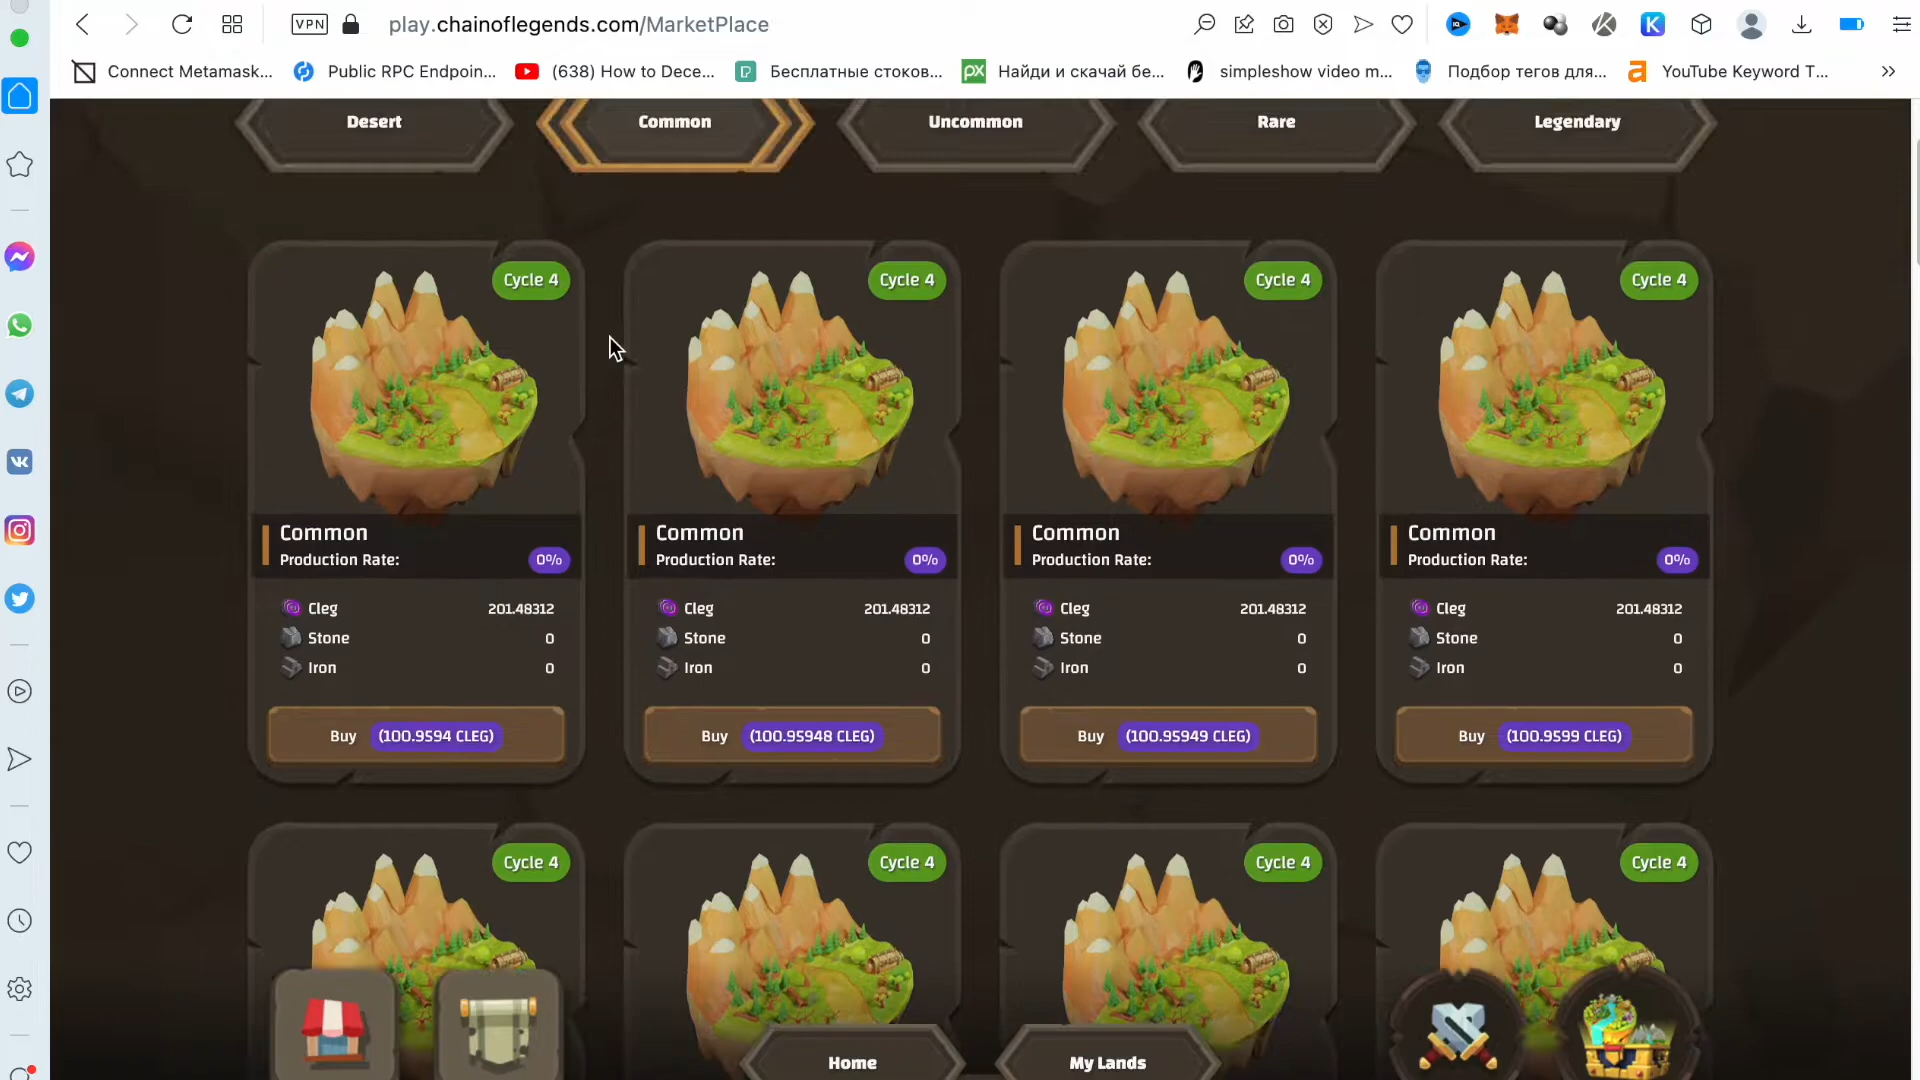 VPN play.chainoflegends.com/MarketPlace
Connect Metamask... Public RPC Endpoin... (638) How to Dece... Бесплатные стоков... Найди и скачай бе... simpleshow video m... Подбор тегов для... YouTube Keyword T...
Desert Common Uncommon Rare Legendary
Cycle 4 Cycle 4 Cycle 4 Cycle 4
Common Common Common Common
Production Rate: 0% Production Rate: 0% Production Rate: 0% Production Rate: 0%
Cleg 201.48312 Cleg 201.48312 Cleg 201.48312 Cleg 201.48312
Stone 0 Stone 0 Stone 0 Stone 0
Iron 0 Iron 0 Iron 0 Iron 0
Buy (100.9594 CLEG) Buy (100.95948 CLEG) Buy (100.95949 CLEG) Buy (100.9599 CLEG)
Cycle 4 Cycle 4 Cycle 4 Cycle 4
Home My Lands